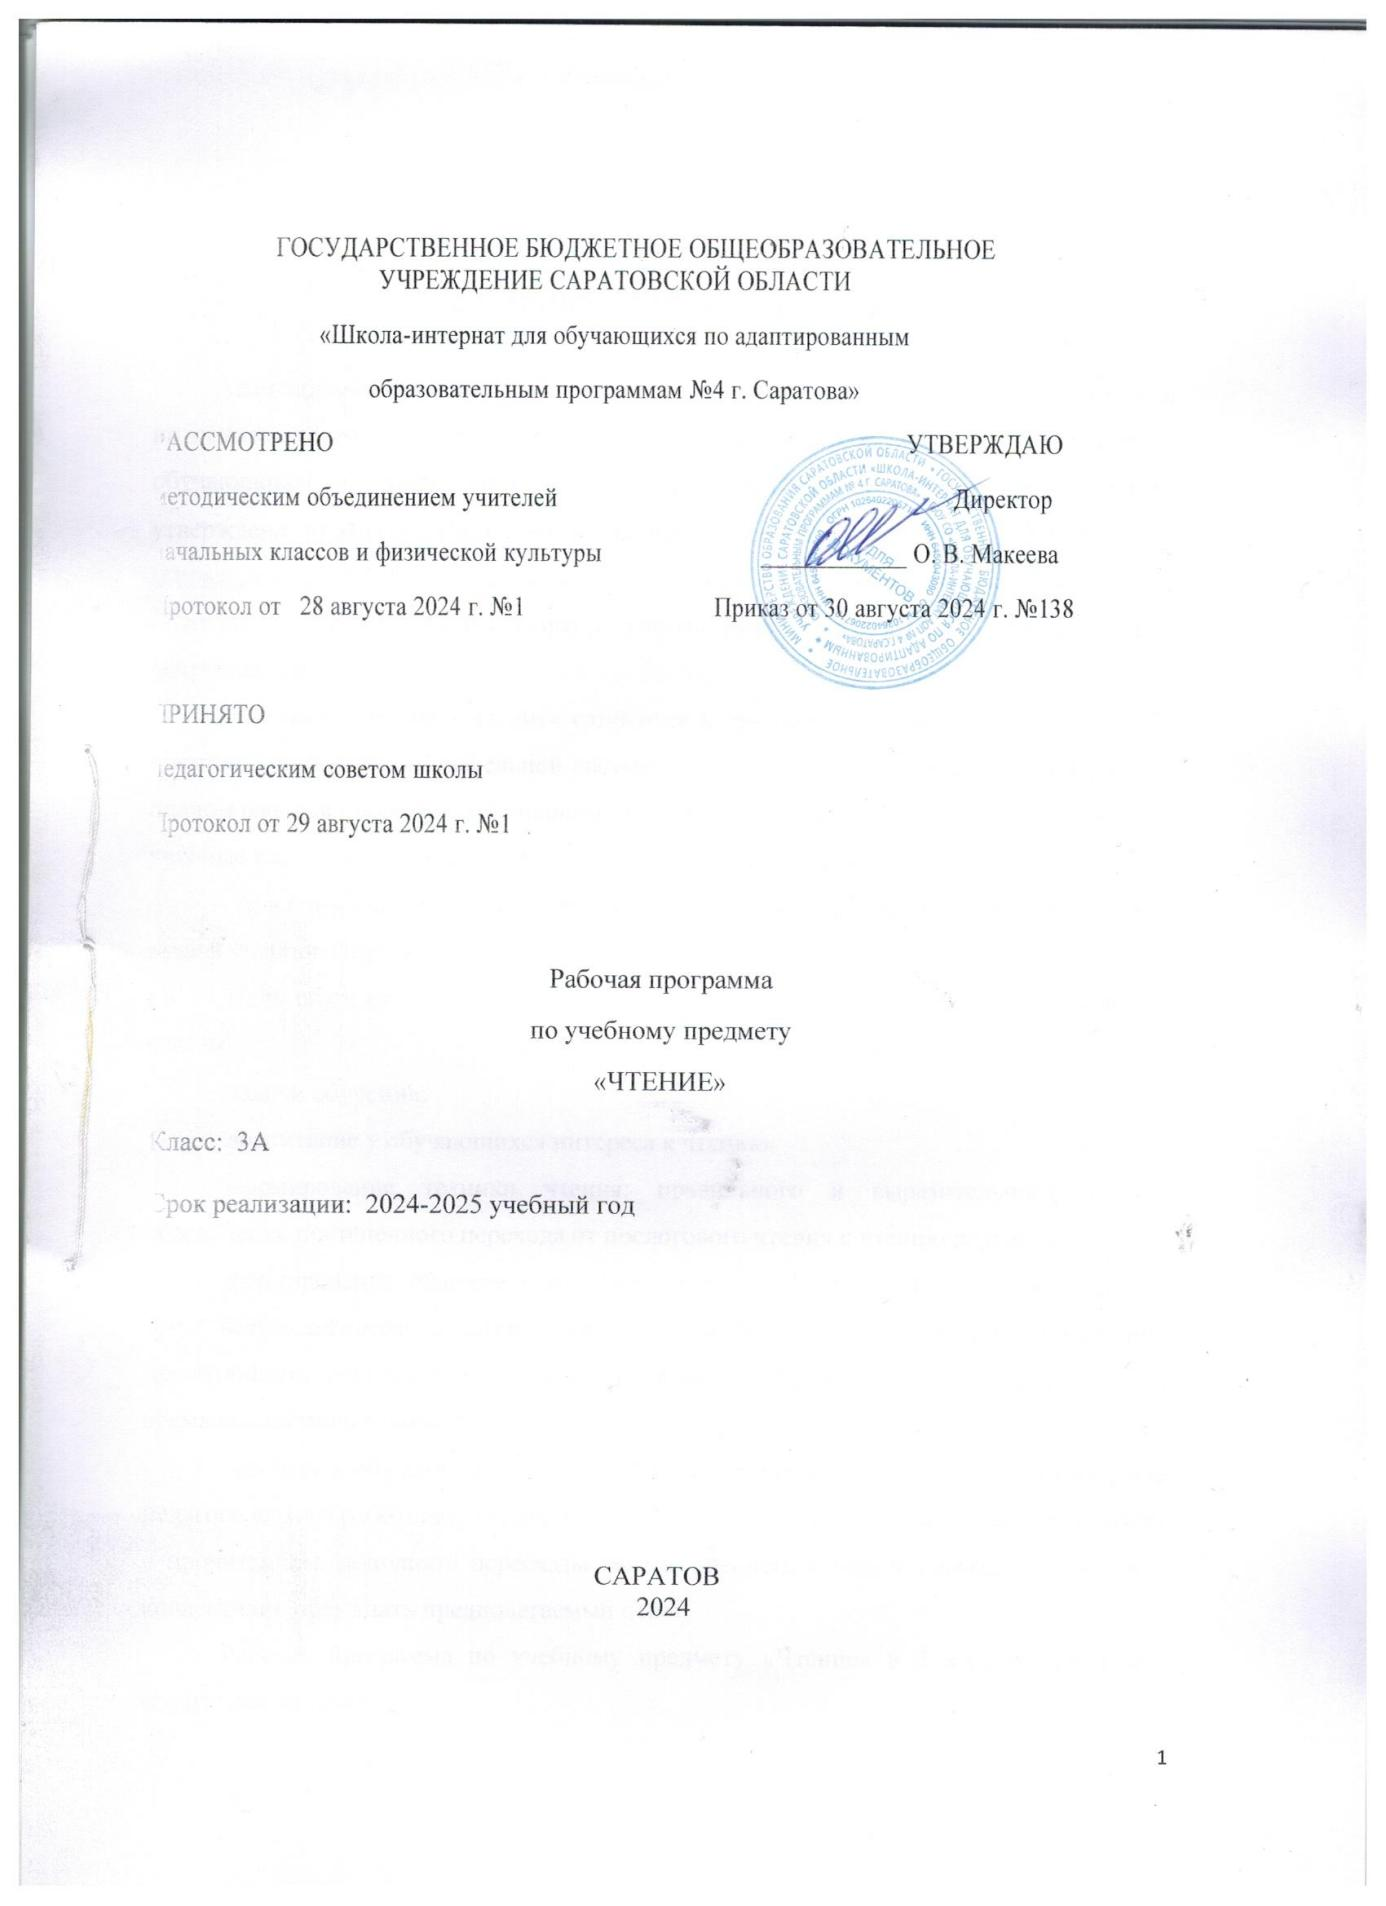 ГОСУДАРСТВЕННОЕ БЮДЖЕТНОЕ ОБЩЕОБРАЗОВАТЕЛЬНОЕ
УЧРЕЖДЕНИЕ САРАТОВСКОЙ ОБЛАСТИ
«Школа-интернат для обучающихся по адаптированным
образовательным программам №4 г. Саратова»
РАССМОТРЕНО
УТВЕРЖДАЮ
методическим объединением учителей
Директор
начальных классов и физической культуры
О. В. Макеева
Протокол от 28 августа 2024 г. №1
Приказ от 30 августа 2024 г. №138
ДЛЯ
ДОКУМЕНТОВ
ПРИНЯТО
педагогическим советом школы
Протокол от 29 августа 2024 г. №1
Рабочая программа
по учебному предмету
«ЧТЕНИЕ»
Класс: 3А
Срок реализации: 2024-2025 учебный год
САРАТОВ
2024
1